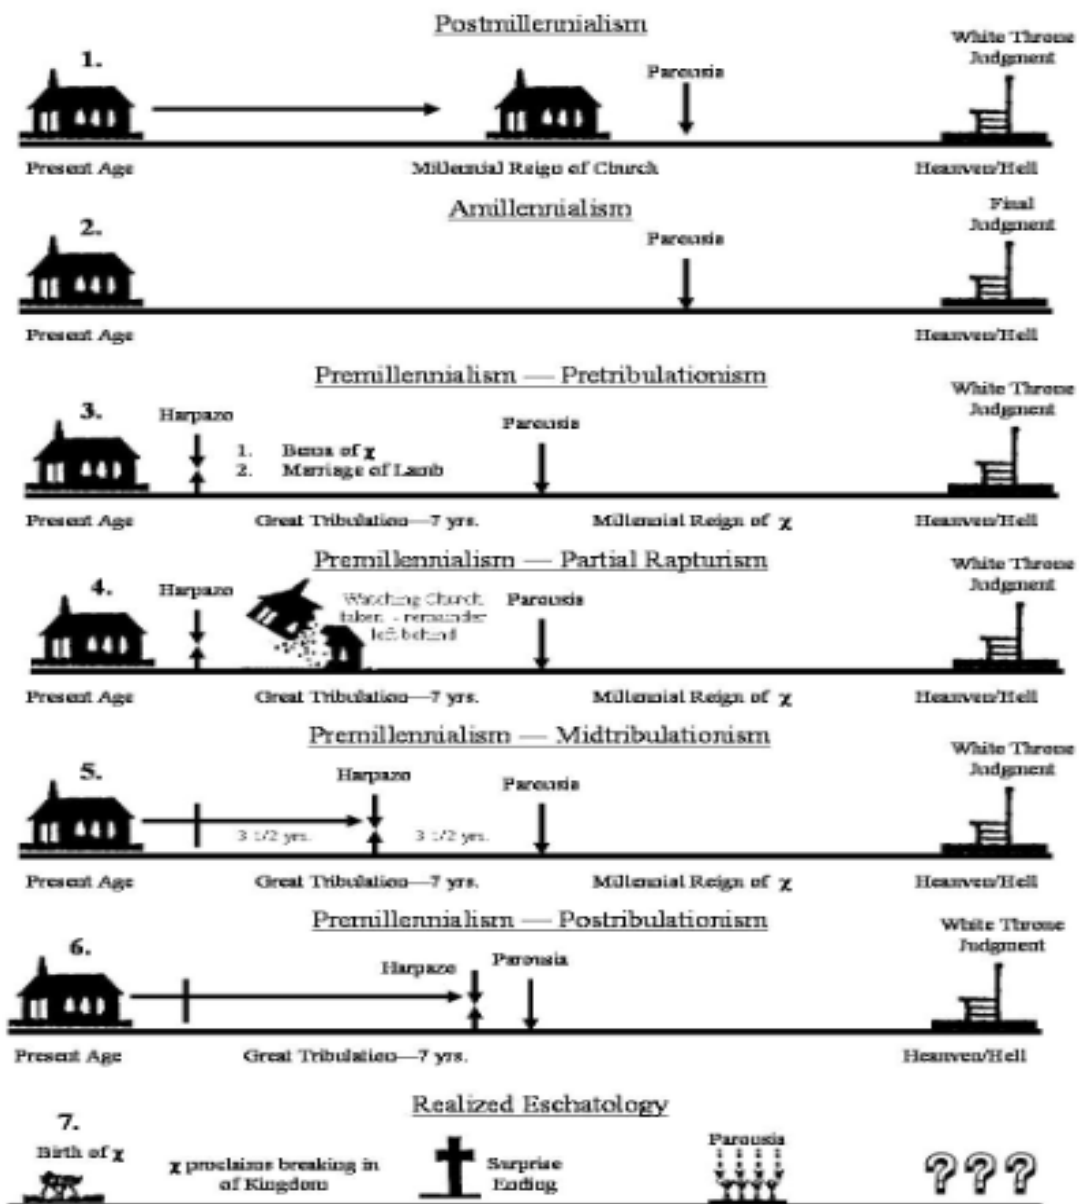 Postmillennialism
White Throne
Judgment
1.
Parousia
Present Age
Millennial Reign of Church
Heanven/Hell
Amillennialism
Final
Judgment
2.
Parousia
Present Age
Heanven/Hell
Premillennialism — Pretribulationism
White Throne
Judgment
3.
Harpazo
Parousia
1. Bema of χ
2. Marriage of Lamb
Present Age
Great Tribulation—7 yrs.
Millennial Reign of χ
Heanven/Hell
Premillennialism — Partial Rapturism
White Throne
Judgment
4.
Harpazo
Watching Church
taken - remainder
left behind
Parousia
Present Age
Great Tribulation—7 yrs.
Millennial Reign of χ
Heanven/Hell
Premillennialism — Midtribulationism
White Throne
Judgment
5.
Harpazo
Parousia
3 1/2 yrs.
3 1/2 yrs.
Present Age
Great Tribulation—7 yrs.
Millennial Reign of χ
Heanven/Hell
Premillennialism — Postribulationism
White Throne
Judgment
6.
Harpazo
Parousia
Present Age
Great Tribulation—7 yrs.
Heanven/Hell
Realized Eschatology
7.
Birth of χ
χ proclaims breaking in
of Kingdom
Surprise
Ending
Parousia
???